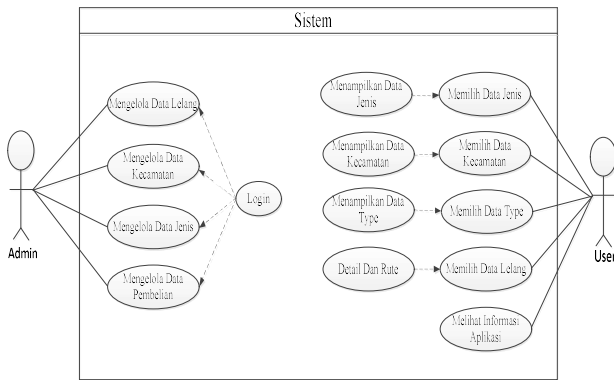 Sistem
Mengelola Data Lelang
Mengelola Data
Kecamatan
Mengelola Data Jenis
Mengelola Data
Pembelian
Login
Admin
Menampilkan Data
Jenis
Memilih Data Jenis
Menampilkan Data
Kecamatan
Memilih Data
Kecamatan
Menampilkan Data
Type
Memilih Data Type
Detail Dan Rute
Memilih Data Lelang
Melihat Informasi
Aplikasi
User